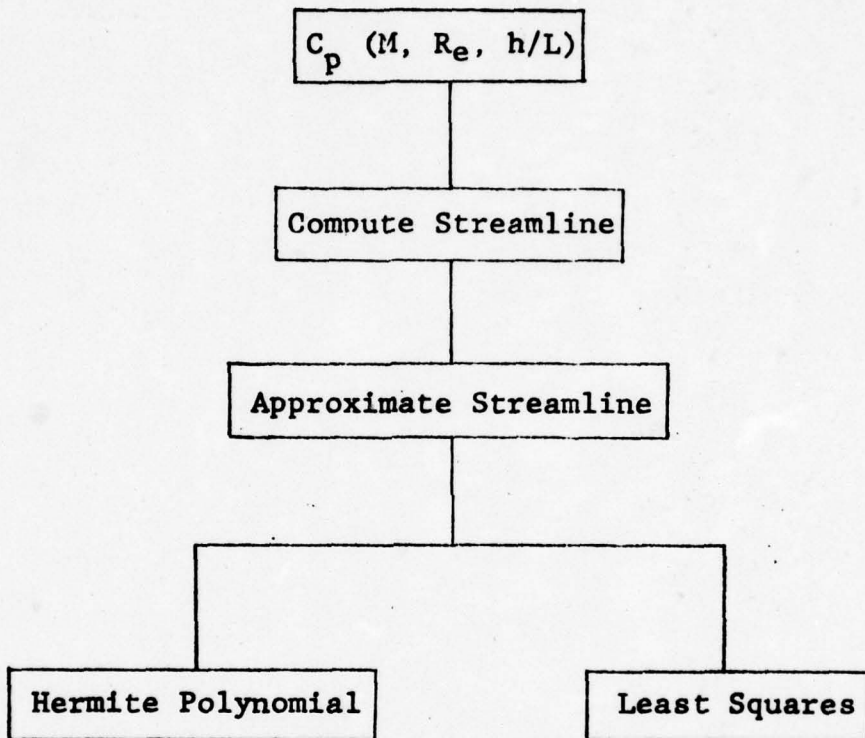 C_p (M, R_e, h/L)
Compute Streamline
Approximate Streamline
Hermite Polynomial
Least Squares